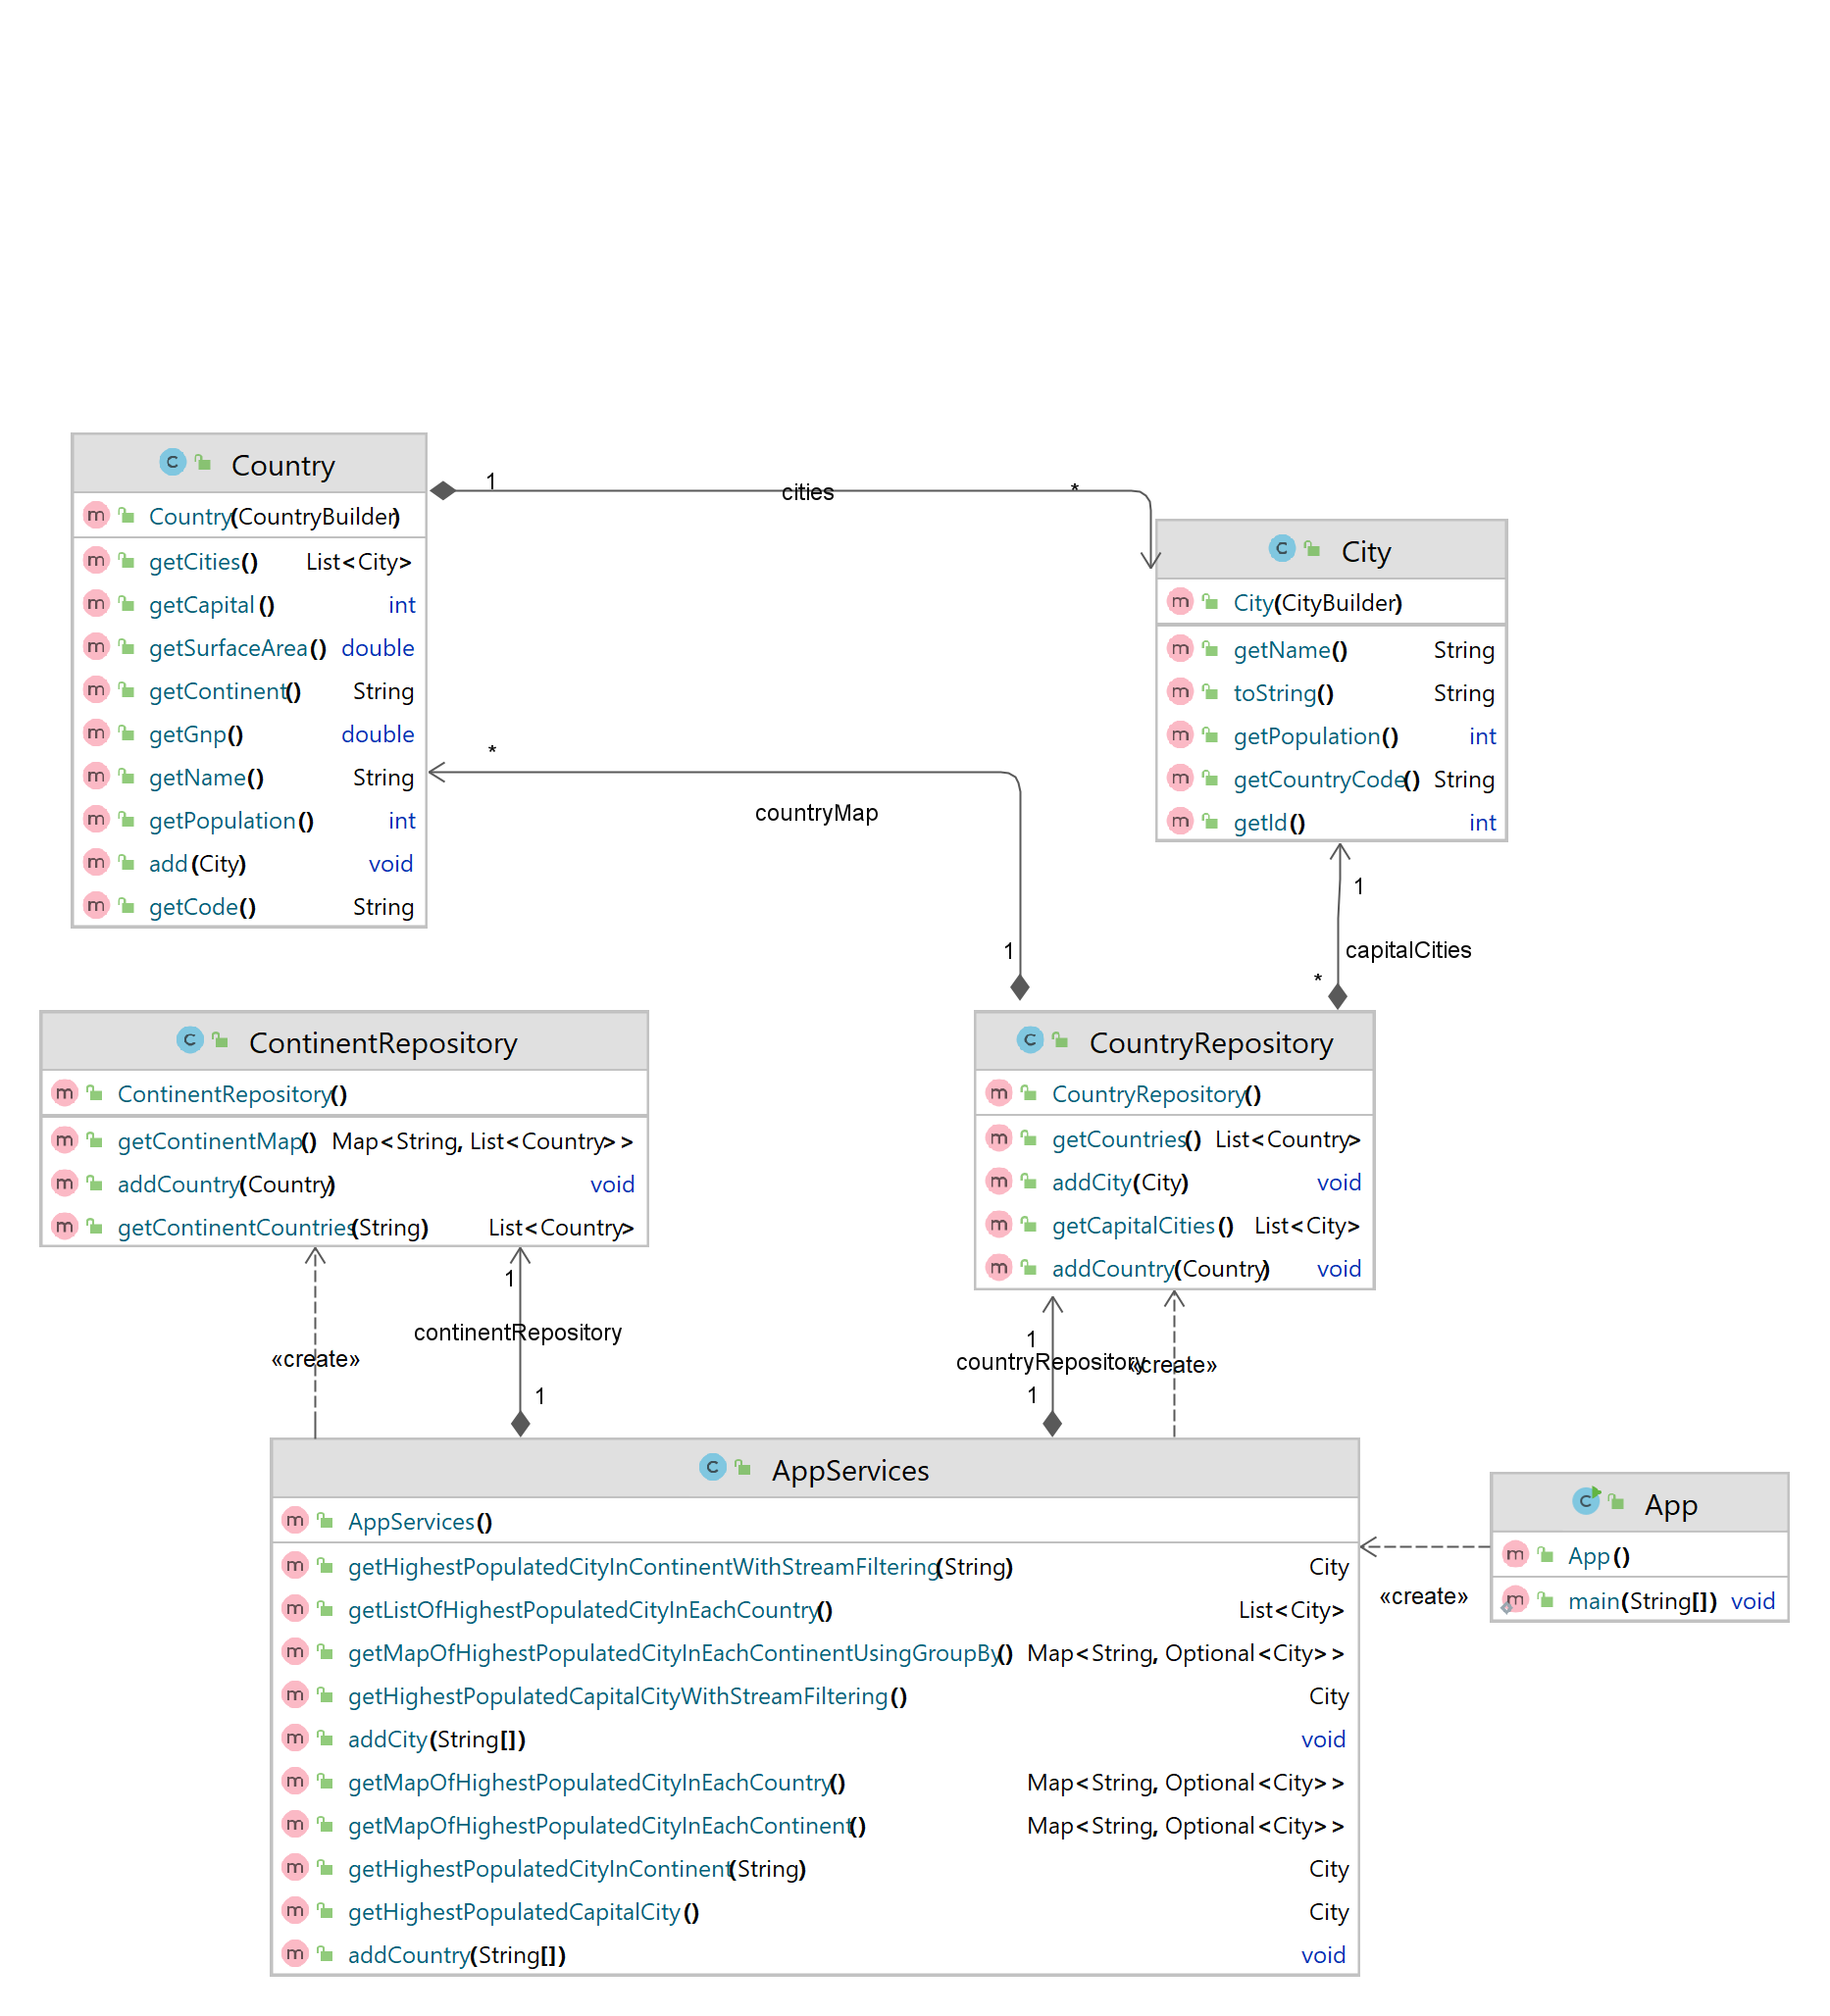 Country
Country(CountryBuilder)
getCities() List<City>
getCapital() int
getSurfaceArea() double
getContinent() String
getGnp() double
getName() String
getPopulation() int
add(City) void
getCode() String
1
cities
*
City
City(CityBuilder)
getName() String
toString() String
getPopulation() int
getCountryCode() String
getId() int
*
countryMap
1
1
capitalCities
*
ContinentRepository
ContinentRepository()
getContinentMap() Map<String, List<Country>>
addCountry(Country) void
getContinentCountries(String) List<Country>
CountryRepository
CountryRepository()
getCountries() List<Country>
addCity(City) void
getCapitalCities() List<City>
addCountry(Country) void
«create»
1
continentRepository
1
1
countryRepository
1
«create»
AppServices
AppServices()
getHighestPopulatedCityInContinentWithStreamFiltering(String) City
getListOfHighestPopulatedCityInEachCountry() List<City>
getMapOfHighestPopulatedCityInEachContinentUsingGroupBy() Map<String, Optional<City>>
getHighestPopulatedCapitalCityWithStreamFiltering() City
addCity(String[]) void
getMapOfHighestPopulatedCityInEachCountry() Map<String, Optional<City>>
getMapOfHighestPopulatedCityInEachContinent() Map<String, Optional<City>>
getHighestPopulatedCityInContinent(String) City
getHighestPopulatedCapitalCity() City
addCountry(String[]) void
«create»
App
App()
main(String[]) void